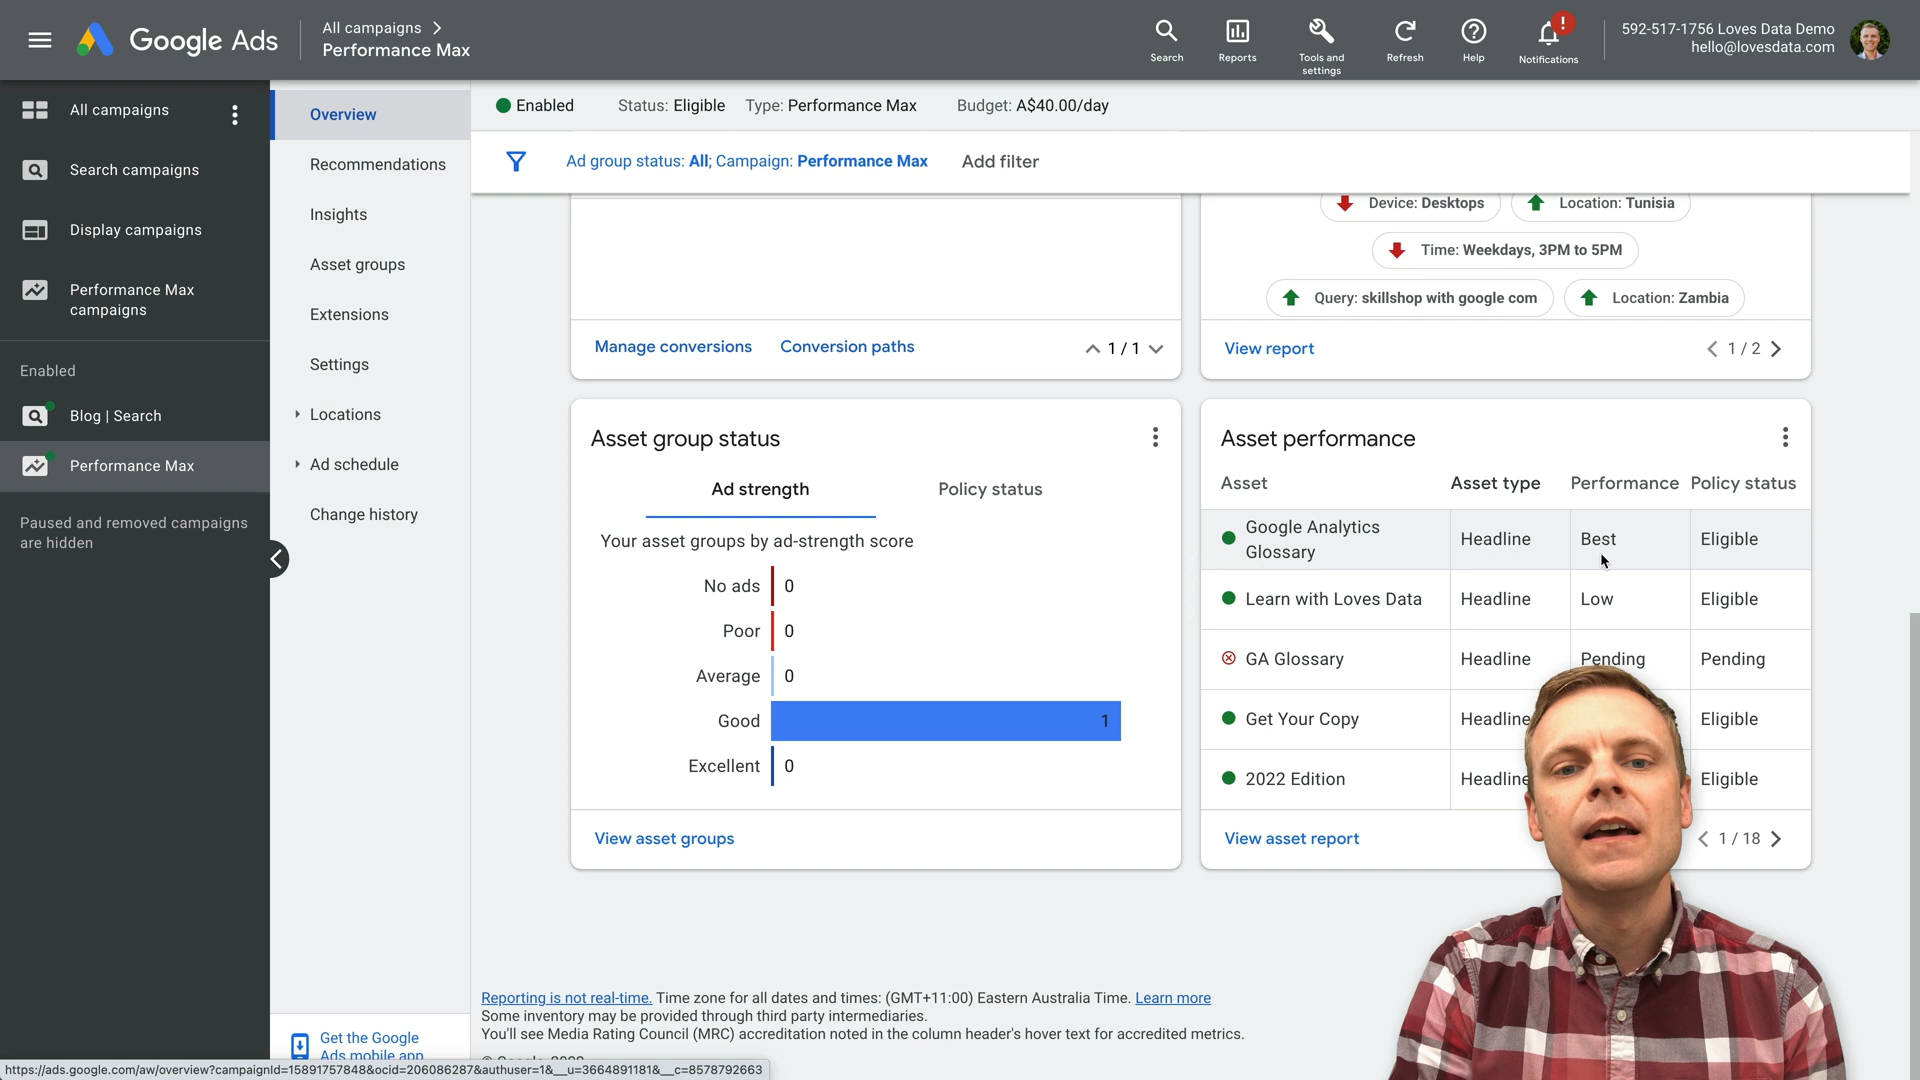 Google Ads
All campaigns
Performance Max
Search
Reports
Tools and
settings
Refresh
Help
!
Notifications
592-517-1756 Loves Data Demo
hello@lovesdata.com
All campaigns
Search campaigns
Display campaigns
Performance Max
campaigns
Enabled
Blog | Search
Performance Max
Paused and removed campaigns
are hidden
Overview
Recommendations
Insights
Asset groups
Extensions
Settings
Locations
Ad schedule
Change history
Get the Google
Ads mobile app
Enabled Status: Eligible Type: Performance Max Budget: A$40.00/day
Ad group status: All; Campaign: Performance Max Add filter
Manage conversions Conversion paths 1 / 1
Device: Desktops Location: Tunisia
Time: Weekdays, 3PM to 5PM
Query: skillshop with google com Location: Zambia
View report 1 / 2
Asset group status
Ad strength Policy status
Your asset groups by ad-strength score
No ads 0
Poor 0
Average 0
Good 1
Excellent 0
View asset groups
Asset performance
Asset Asset type Performance Policy status
Google Analytics
Glossary Headline Best Eligible
Learn with Loves Data Headline Low Eligible
GA Glossary Headline Pending Pending
Get Your Copy Headline Eligible
2022 Edition Headline Eligible
View asset report 1 / 18
Reporting is not real-time. Time zone for all dates and times: (GMT+11:00) Eastern Australia Time. Learn more
Some inventory may be provided through third party intermediaries.
You'll see Media Rating Council (MRC) accreditation noted in the column header's hover text for accredited metrics.
https://ads.google.com/aw/overview?campaignId=15891757848&ocid=206086287&authuser=1&__u=3664891181&__c=8578792663